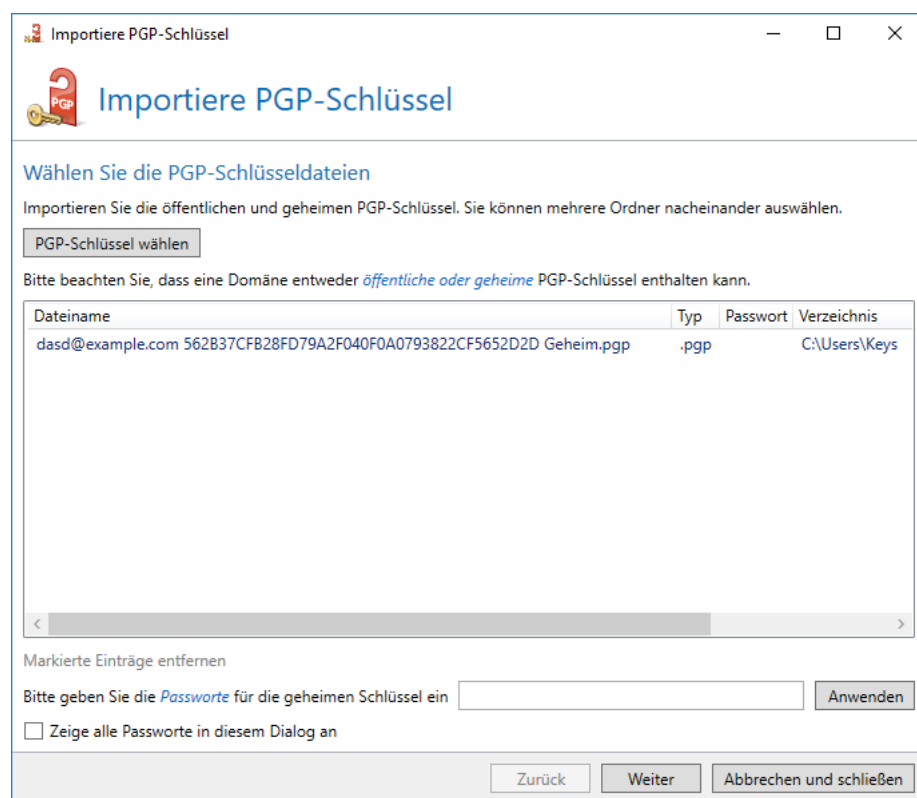 Importiere PGP-Schlüssel
PGP
Importiere PGP-Schlüssel
Wählen Sie die PGP-Schlüsseldateien
Importieren Sie die öffentlichen und geheimen PGP-Schlüssel. Sie können mehrere Ordner nacheinander auswählen.
PGP-Schlüssel wählen
Bitte beachten Sie, dass eine Domäne entweder öffentliche oder geheime PGP-Schlüssel enthalten kann.
Dateiname Typ Passwort Verzeichnis
dasd@example.com 562B37CFB28FD79A2F040F0A0793822CF5652D2D Geheim.pgp .pgp C:\Users\Keys
Markierte Einträge entfernen
Bitte geben Sie die Passworte für die geheimen Schlüssel ein Anwenden
Zeige alle Passworte in diesem Dialog an
Zurück Weiter Abbrechen und schließen